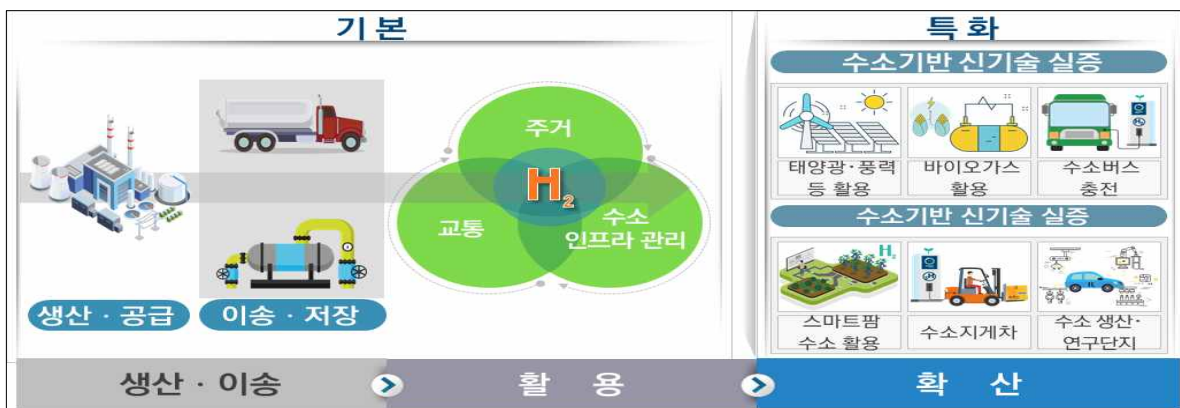 기본
주거
H2
교통
수소
인프라 관리
생산 · 공급
이송 · 저장
특화
수소기반 신기술 실증
태양광·풍력
등 활용
바이오가스
활용
수소버스
충전
수소기반 신기술 실증
H2
스마트팜
수소 활용
수소지게차
수소 생산·
연구단지
생산 · 이송
활 용
확 산